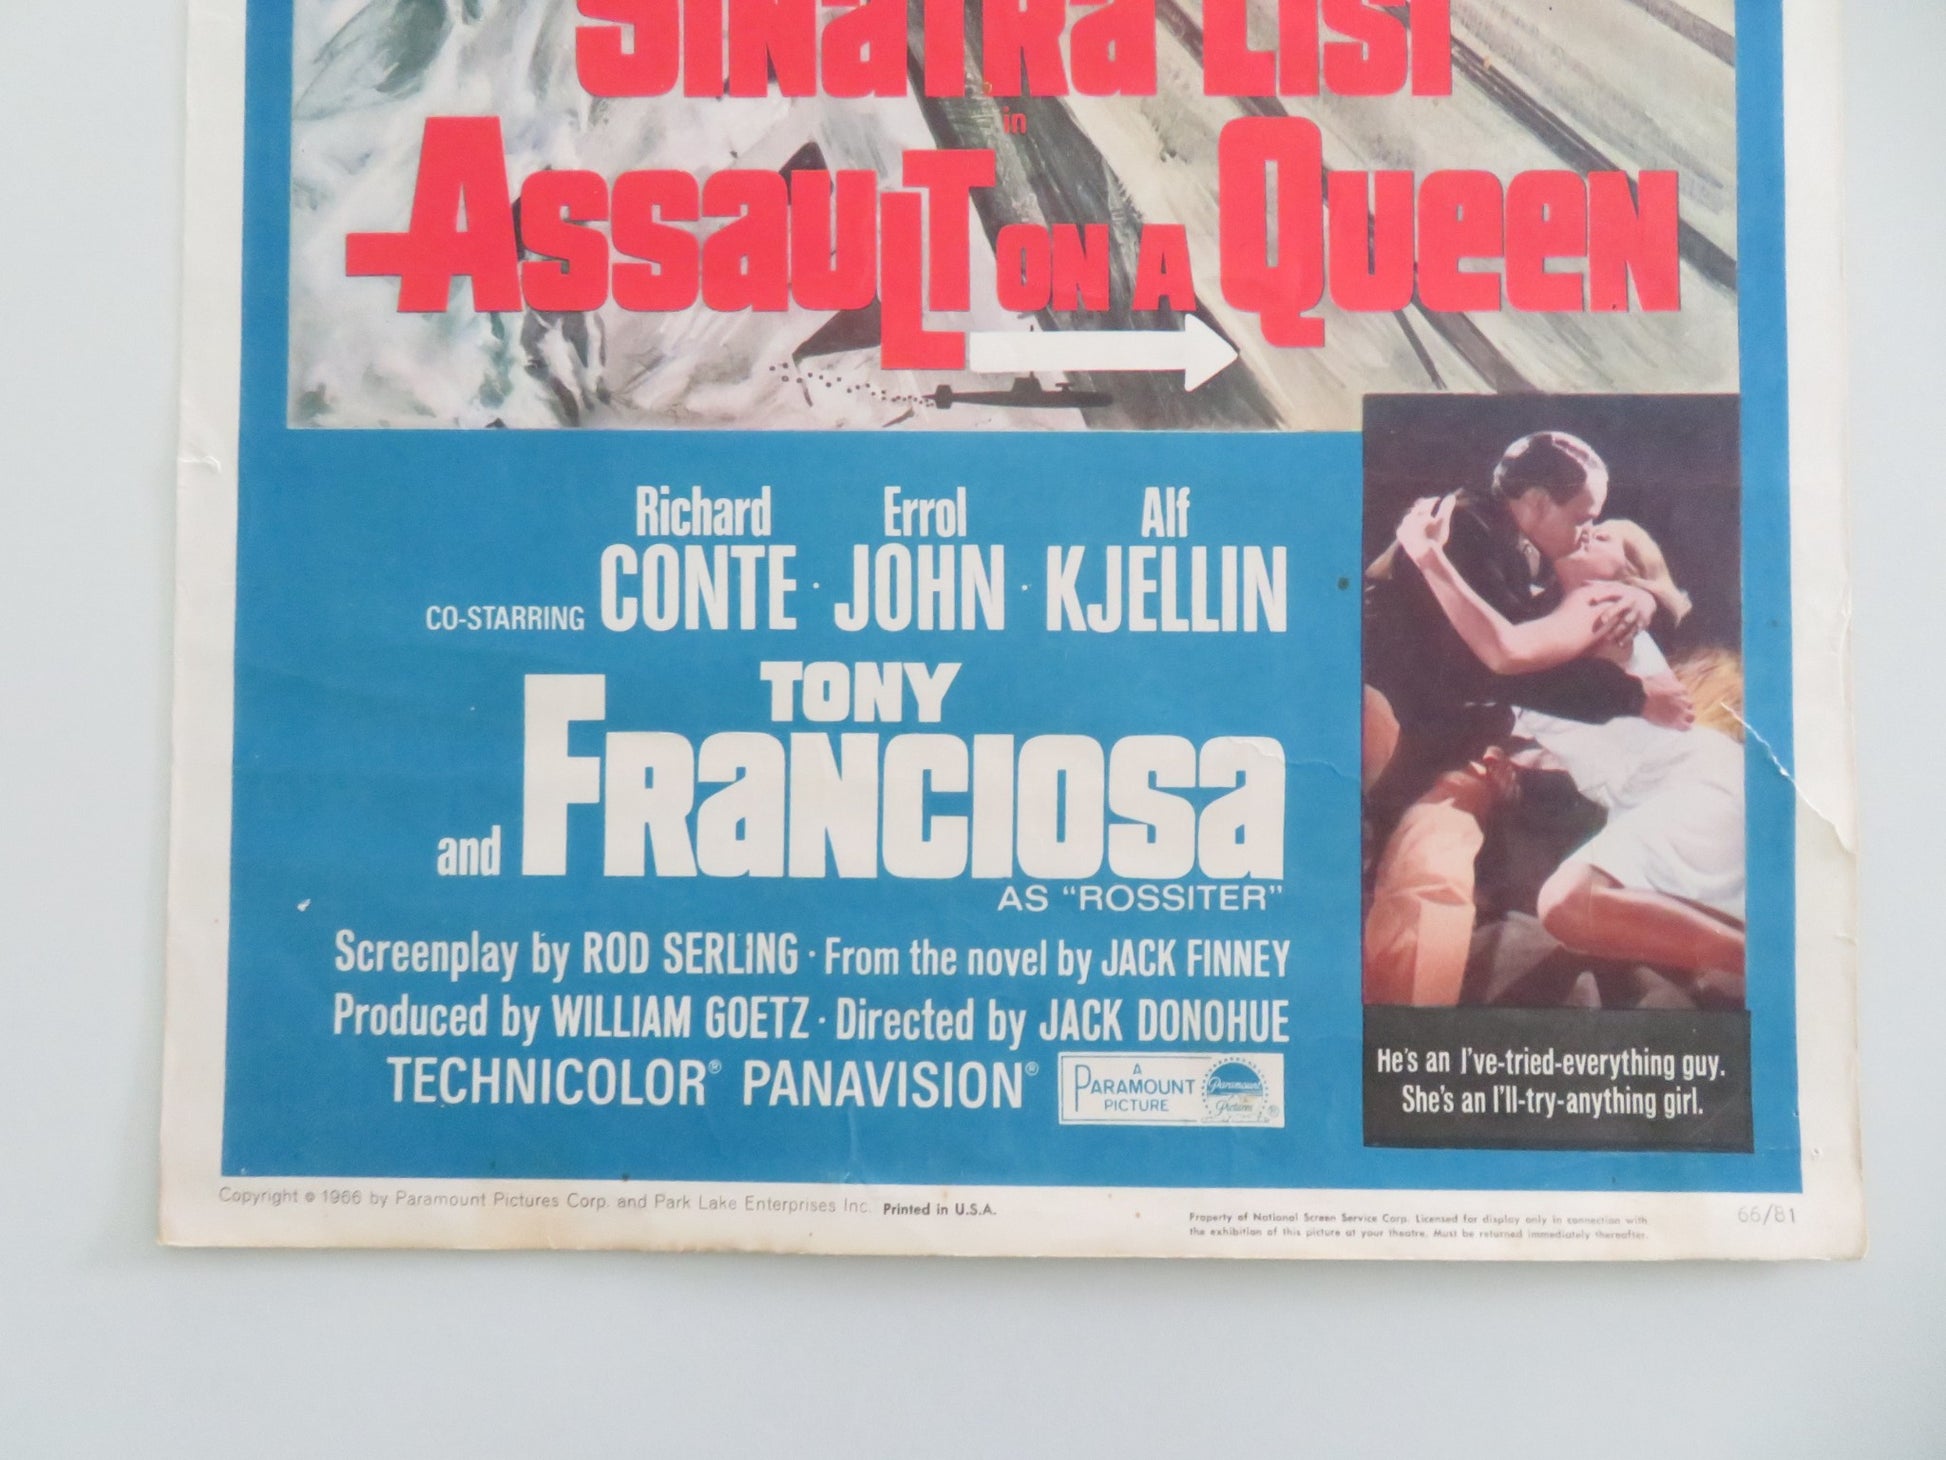 SINATRA LISI
in
ASSAULT ON A QUEEN
Richard Errol Alf
CO-STARRING CONTE · JOHN · KJELLIN
TONY
and FRANCIOSA
AS "ROSSITER"
Screenplay by ROD SERLING · From the novel by JACK FINNEY
Produced by WILLIAM GOETZ · Directed by JACK DONOHUE
TECHNICOLOR® PANAVISION®
A
PARAMOUNT
PICTURE
Paramount
Pictures
®
He's an I've-tried-everything guy.
She's an I'll-try-anything girl.
Copyright © 1966 by Paramount Pictures Corp. and Park Lake Enterprises Inc. Printed in U.S.A.
Property of National Screen Service Corp. Licensed for display only in connection with
the exhibition of this picture at your theatre. Must be returned immediately thereafter.
66/81